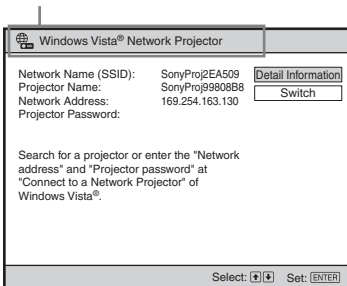 Windows Vista® Network Projector
Network Name (SSID): SonyProj2EA509 Detail Information
Projector Name: SonyProj99808B8 Switch
Network Address: 169.254.163.130
Projector Password:
Search for a projector or enter the "Network
address" and "Projector password" at
"Connect to a Network Projector" of
Windows Vista®.
Select: Set: ENTER